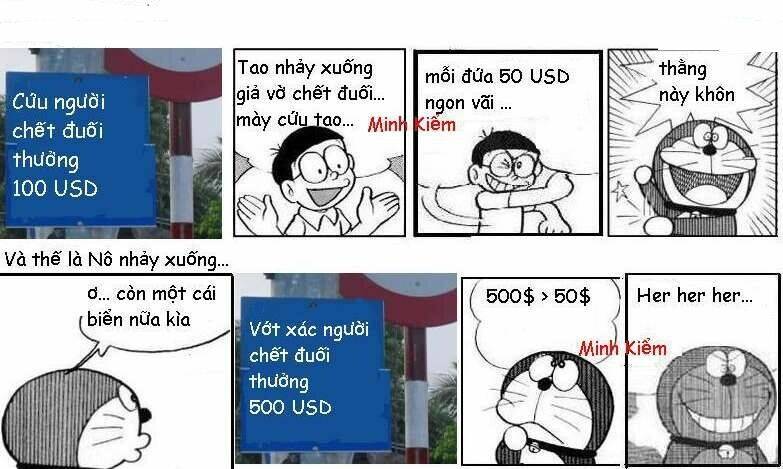 Cứu người
chết đuối
thưởng
100 USD
Tao nhảy xuống
giả vờ chết đuối...
mày cứu tao...
Minh Kiểm
mỗi đứa 50 USD
ngon vãi ...
thằng
này khôn
Và thế là Nô nhảy xuống...
ơ... còn một cái
biển nữa kìa
Vớt xác người
chết đuối
thưởng
500 USD
500$ > 50$
Minh Kiểm
Her her her...